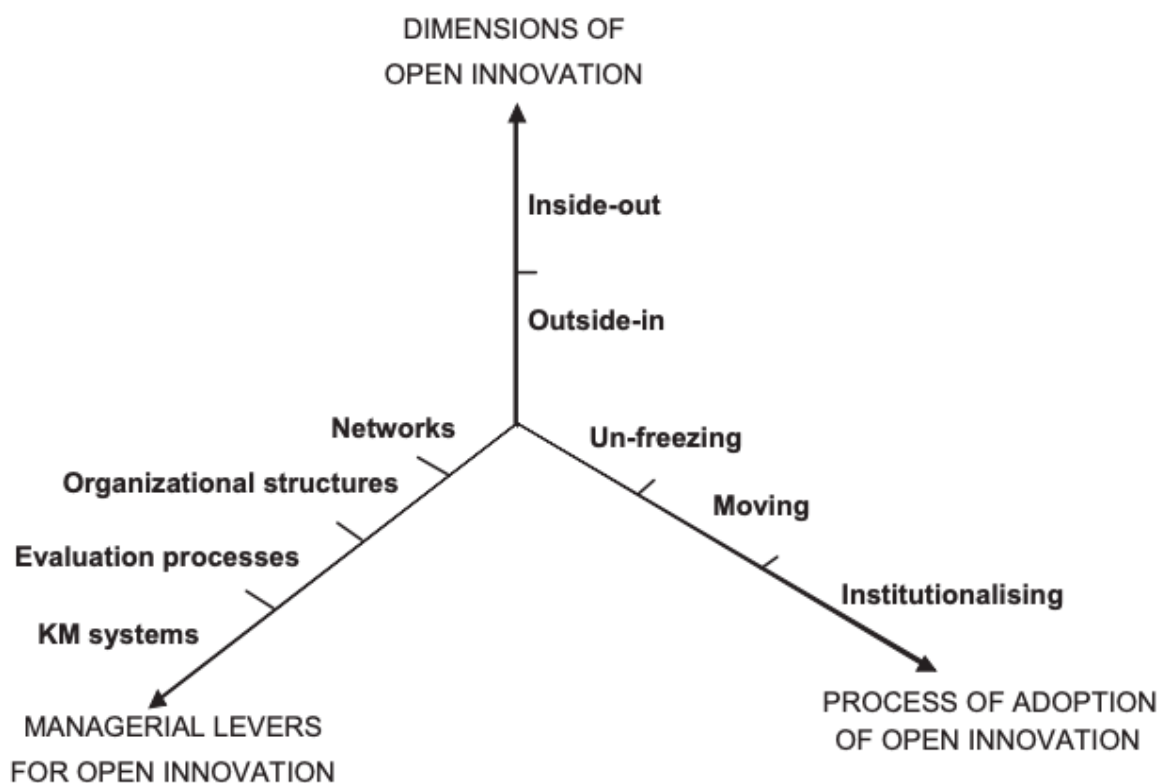 DIMENSIONS OF
OPEN INNOVATION
Inside-out
Outside-in
Networks
Organizational structures
Evaluation processes
KM systems
MANAGERIAL LEVERS
FOR OPEN INNOVATION
Un-freezing
Moving
Institutionalising
PROCESS OF ADOPTION
OF OPEN INNOVATION